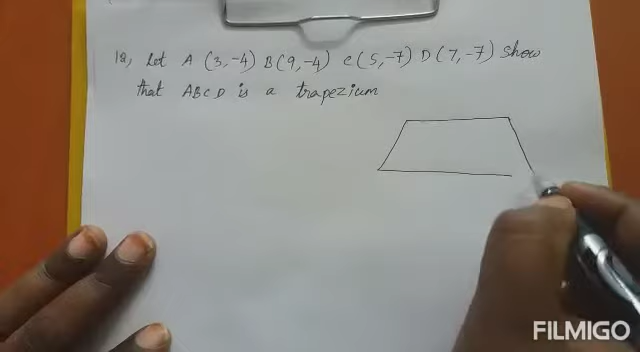 18, Let A (3,-4) B(9,-4) C(5,-7) D(7,-7) Show
that ABCD is a trapezium
FILMIGO